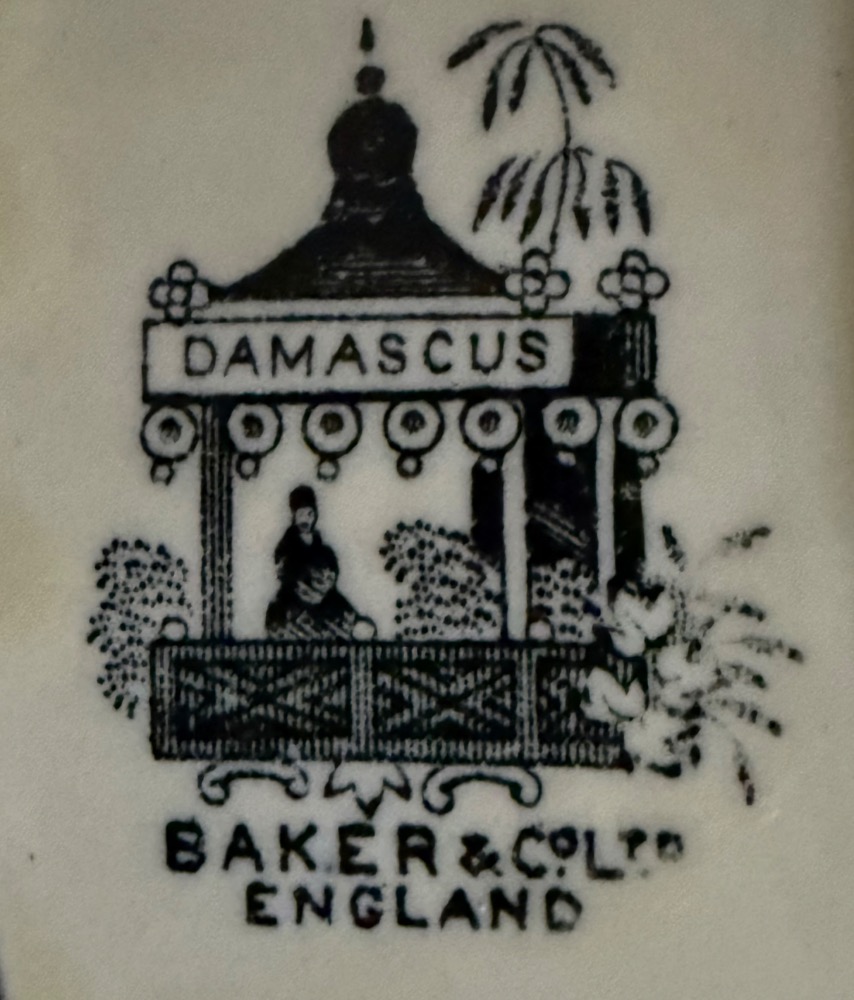 DAMASCUS
BAKER & Co. LTD
ENGLAND